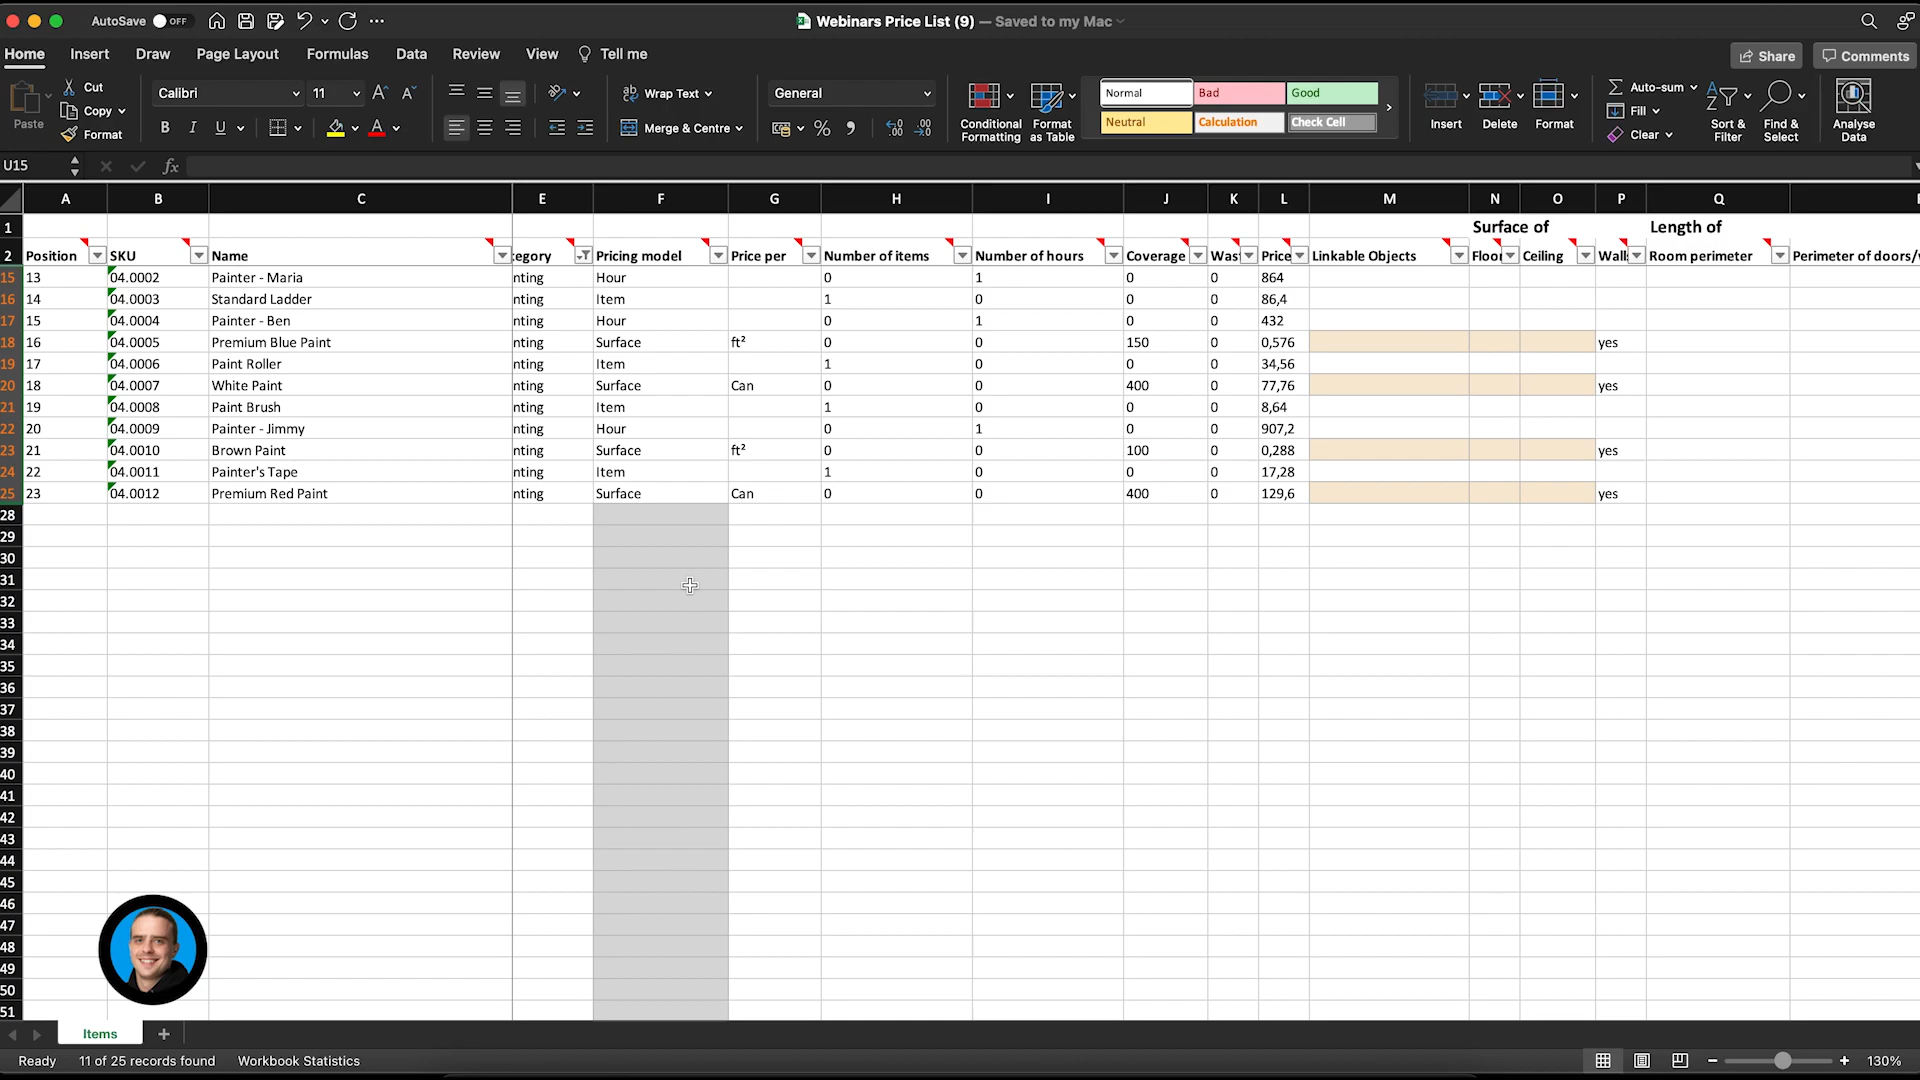 AutoSave OFF
Webinars Price List (9) — Saved to my Mac
Home Insert Draw Page Layout Formulas Data Review View Tell me
Share Comments
Paste Cut Copy Format
Calibri 11
B I U
Wrap Text
Merge & Centre
General
Conditional Formatting
Format as Table
Normal Bad Good
Neutral Calculation Check Cell
Insert Delete Format
Auto-sum Fill Clear
Sort & Filter
Find & Select
Analyse Data
U15 fx
A B C E F G H I J K L M N O P Q
1 Surface of Length of
2 Position SKU Name tegory Pricing model Price per Number of items Number of hours Coverage Wast Price Linkable Objects Floor Ceiling Walls Room perimeter Perimeter of doors/
15 13 04.0002 Painter - Maria nting Hour 0 1 0 0 864
16 14 04.0003 Standard Ladder nting Item 1 0 0 0 86,4
17 15 04.0004 Painter - Ben nting Hour 0 1 0 0 432
18 16 04.0005 Premium Blue Paint nting Surface ft² 0 0 150 0 0,576 yes
19 17 04.0006 Paint Roller nting Item 1 0 0 0 34,56
20 18 04.0007 White Paint nting Surface Can 0 0 400 0 77,76 yes
21 19 04.0008 Paint Brush nting Item 1 0 0 0 8,64
22 20 04.0009 Painter - Jimmy nting Hour 0 1 0 0 907,2
23 21 04.0010 Brown Paint nting Surface ft² 0 0 100 0 0,288 yes
24 22 04.0011 Painter's Tape nting Item 1 0 0 0 17,28
25 23 04.0012 Premium Red Paint nting Surface Can 0 0 400 0 129,6 yes
28
29
30
31
32
33
34
35
36
37
38
39
40
41
42
43
44
45
46
47
48
49
50
51
Items
Ready 11 of 25 records found Workbook Statistics 130%